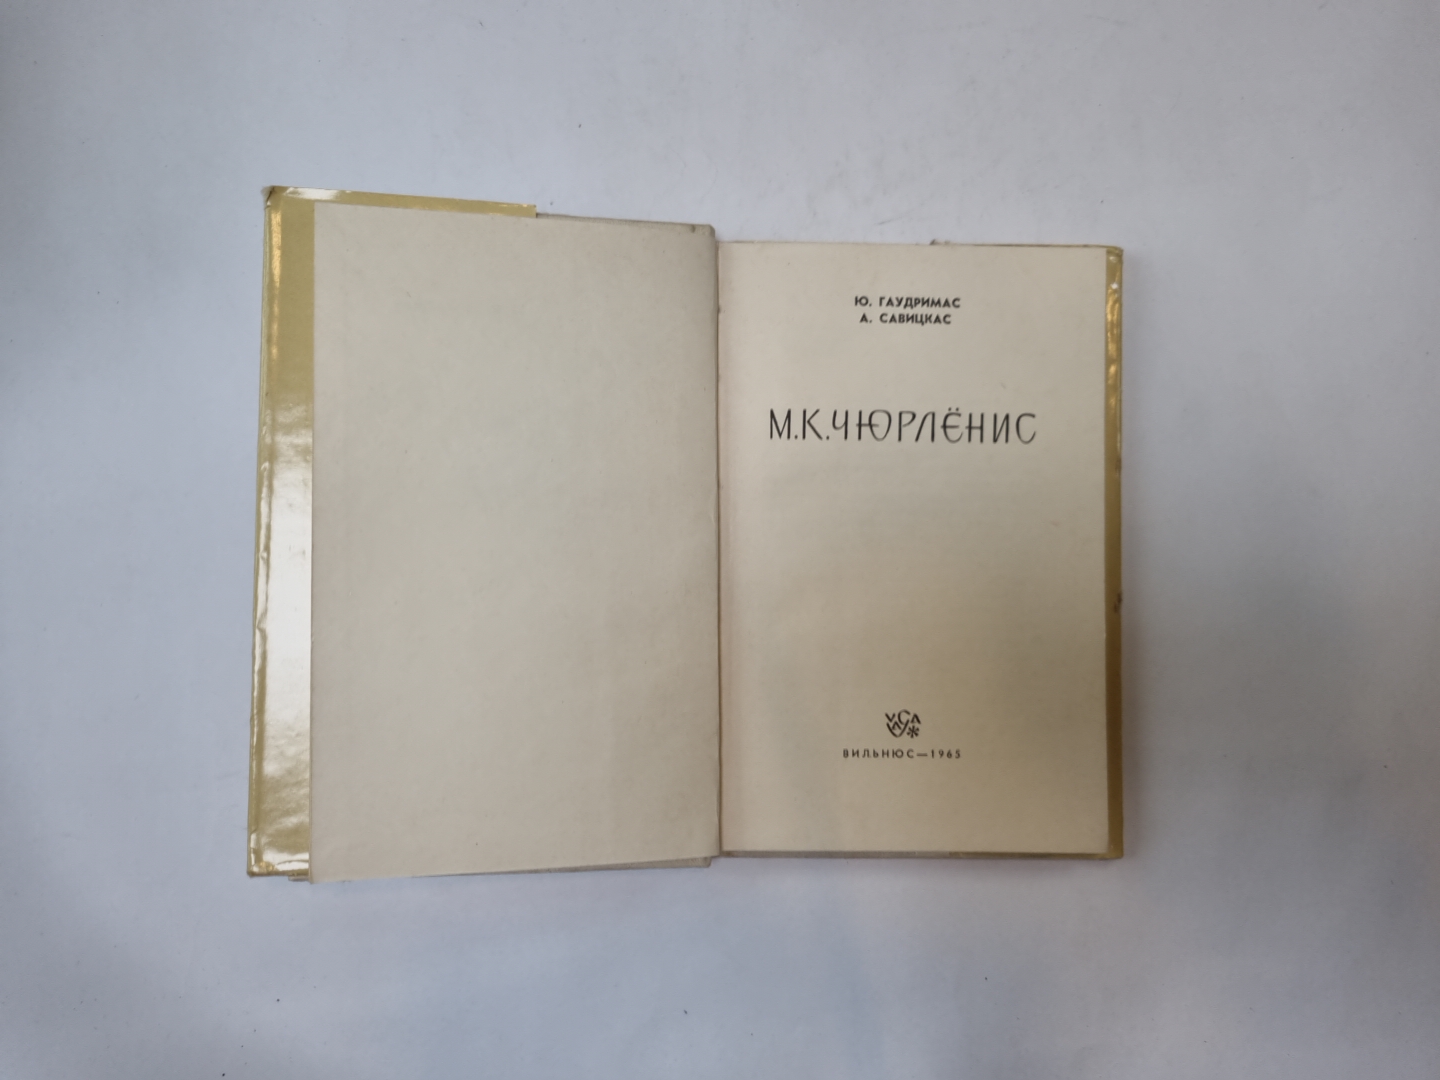 Ю. ГАУДРИМАС
А. САВИЦКАС
М.К.ЧЮРЛЁНИС
ВИЛЬНЮС—1965